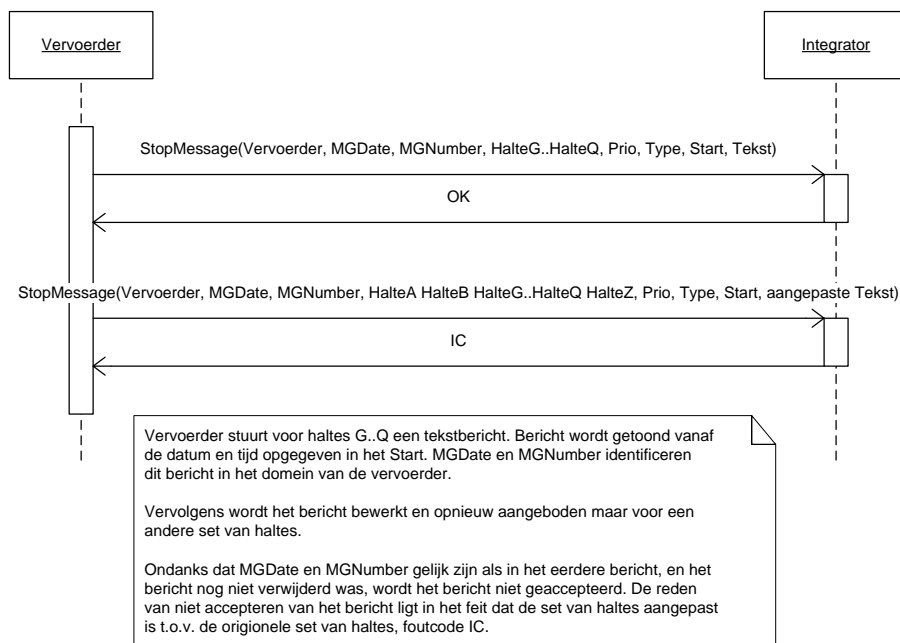 Vervoerder
Integrator
StopMessage(Vervoerder, MGDate, MGNumber, HalteG..HalteQ, Prio, Type, Start, Tekst)
OK
StopMessage(Vervoerder, MGDate, MGNumber, HalteA HalteB HalteG..HalteQ HalteZ, Prio, Type, Start, aangepaste Tekst)
IC
Vervoerder stuurt voor haltes G..Q een tekstbericht. Bericht wordt getoond vanaf
de datum en tijd opgegeven in het Start. MGDate en MGNumber identificeren
dit bericht in het domein van de vervoerder.
Vervolgens wordt het bericht bewerkt en opnieuw aangeboden maar voor een
andere set van haltes.
Ondanks dat MGDate en MGNumber gelijk zijn als in het eerdere bericht, en het
bericht nog niet verwijderd was, wordt het bericht niet geaccepteerd. De reden
van niet accepteren van het bericht ligt in het feit dat de set van haltes aangepast
is t.o.v. de origionele set van haltes, foutcode IC.